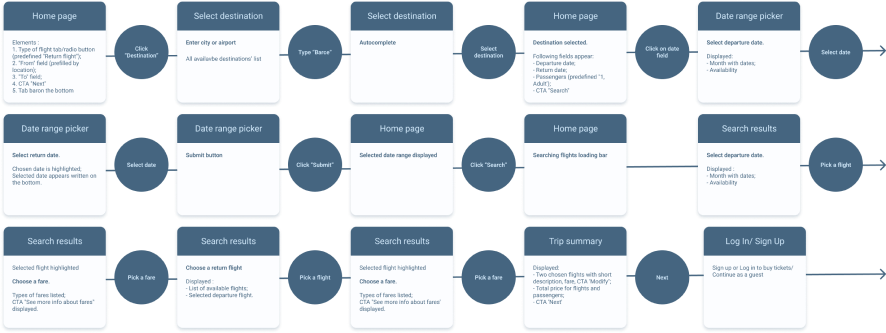 Home page
Elements :
1. Type of flight tab/radio button
(predefined "Return flight");
2. "From" field (prefilled by
location);
3. "To" field;
4. CTA "Next"
5. Tab baron the bottom
Click
"Destination"
Select destination
Enter city or airport
All availavbe destinations' list
Type "Barce"
Select destination
Autocomplete
Select
destination
Home page
Destination selected.
Following fields appear:
- Departure date;
- Return date;
- Passengers (predefined "1,
Adult');
- CTA "Search"
Click on date
field
Date range picker
Select departure date.
Displayed:
- Month with dates;
- Availability
Select date
Date range picker
Select return date.
Chosen date is highlighted;
Selected date appears written on
the bottom.
Select date
Date range picker
Submit button
Click "Submit"
Home page
Selected date range displayed
Click "Search"
Home page
Searching flights loading bar
Search results
Select departure date.
Displayed :
- Month with dates;
- Availability
Pick a flight
Search results
Selected flight highlighted
Choose a fare.
Types of fares listed;
CTA "See more info about fares"
displayed.
Pick a fare
Search results
Choose a return flight
Displayed :
- List of available flights;
- Selected departure flight.
Pick a flight
Search results
Selected flight highlighted
Choose a fare.
Types of fares listed;
CTA "See more info about fares'
displayed.
Pick a fare
Trip summary
Displayed:
- Two chosen flights with short
description, fare, CTA "Modify";
- Total price for flights and
passengers;
- CTA "Next'
Next
Log In/ Sign Up
Sign up or Log in to buy tickets/
Continue as a guest